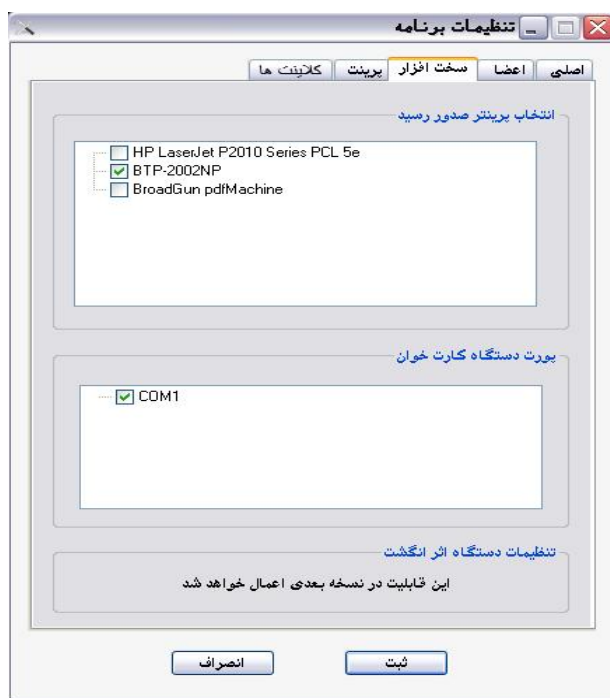 تنظیمات برنامه
اصلی
اعضا
سخت افزار
پرینت
کلاینت ها
انتخاب پرینتر صدور رسید
HP LaserJet P2010 Series PCL 5e
BTP-2002NP
BroadGun pdfMachine
پورت دستگاه کارت خوان
COM1
تنظیمات دستگاه اثر انگشت
این قابلیت در نسخه بعدی اعمال خواهد شد
ثبت
انصراف